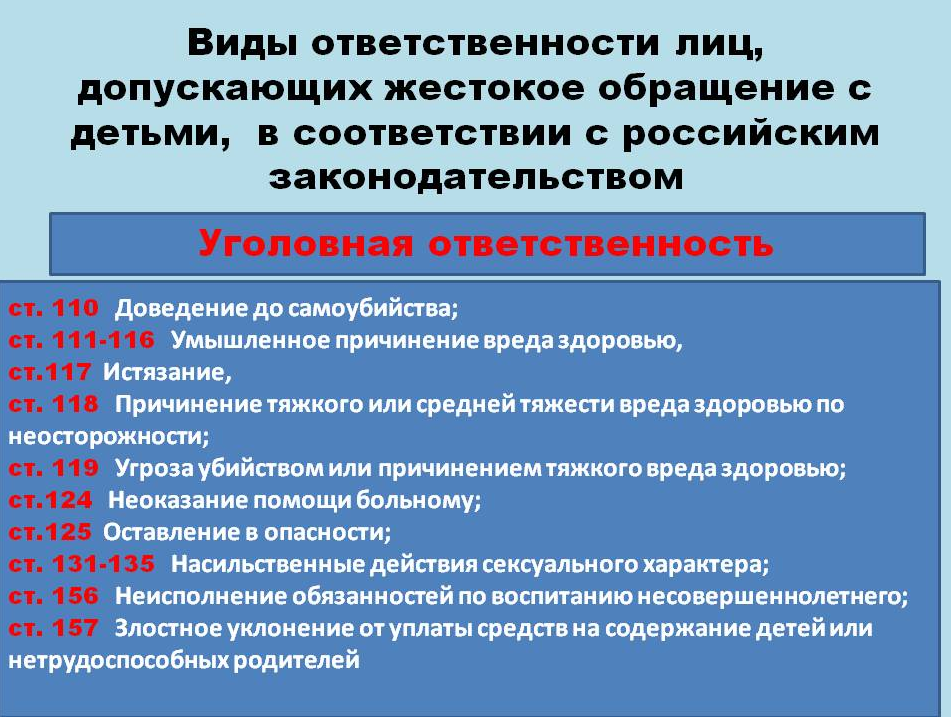 Виды ответственности лиц,
допускающих жестокое обращение с
детьми, в соответствии с российским
законодательством
Уголовная ответственность
ст. 110 Доведение до самоубийства;
ст. 111-116 Умышленное причинение вреда здоровью,
ст.117 Истязание,
ст. 118 Причинение тяжкого или средней тяжести вреда здоровью по
неосторожности;
ст. 119 Угроза убийством или причинением тяжкого вреда здоровью;
ст.124 Неоказание помощи больному;
ст.125 Оставление в опасности;
ст. 131-135 Насильственные действия сексуального характера;
ст. 156 Неисполнение обязанностей по воспитанию несовершеннолетнего;
ст. 157 Злостное уклонение от уплаты средств на содержание детей или
нетрудоспособных родителей